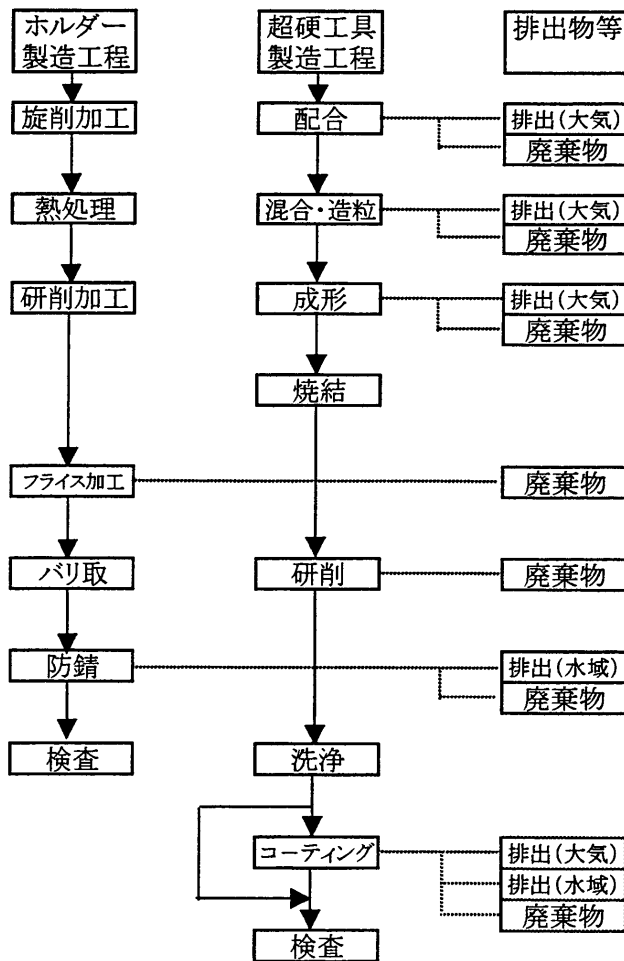 ホルダー
製造工程
超硬工具
製造工程
排出物等
旋削加工
配合
排出(大気)
廃棄物
熱処理
混合・造粒
排出(大気)
廃棄物
研削加工
成形
排出(大気)
廃棄物
焼結
フライス加工
廃棄物
バリ取
研削
廃棄物
防錆
排出(水域)
廃棄物
検査
洗浄
コーティング
排出(大気)
排出(水域)
廃棄物
検査